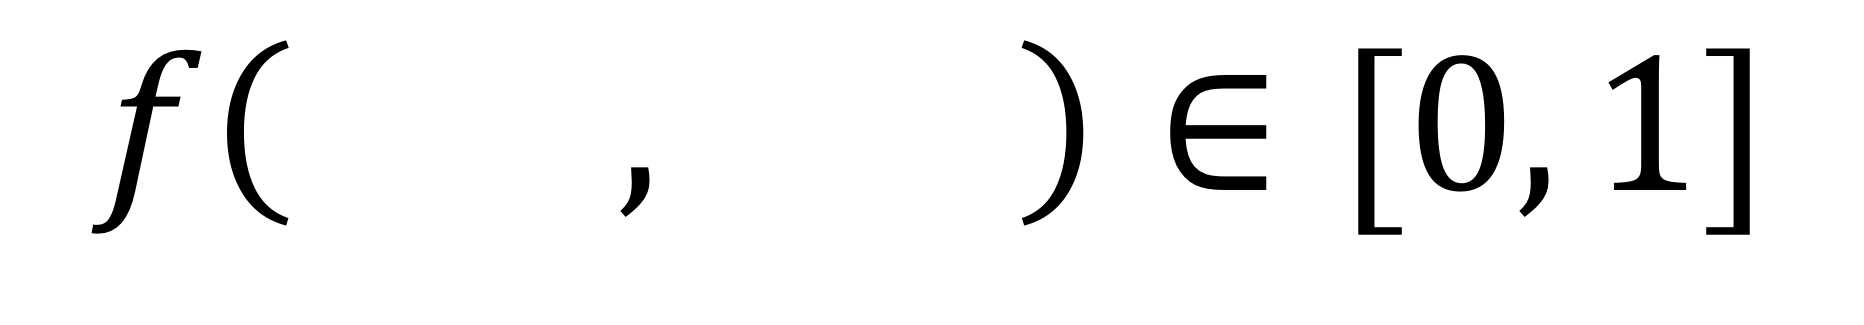 f( , ) ∈ [0, 1]